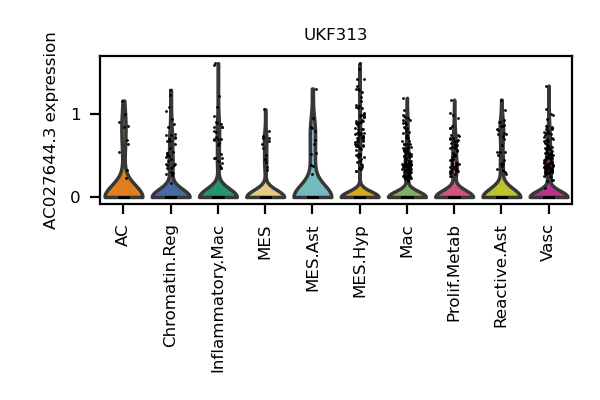 UKF313
AC027644.3 expression
1
0
AC
Chromatin.Reg
Inflammatory.Mac
MES
MES.Ast
MES.Hyp
Mac
Prolif.Metab
Reactive.Ast
Vasc